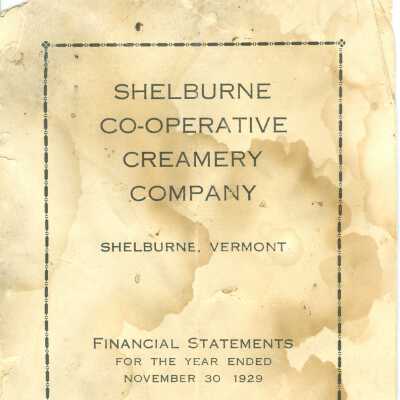 SHELBURNE
CO-OPERATIVE
CREAMERY
COMPANY
SHELBURNE, VERMONT
FINANCIAL STATEMENTS
FOR THE YEAR ENDED
NOVEMBER 30 1929